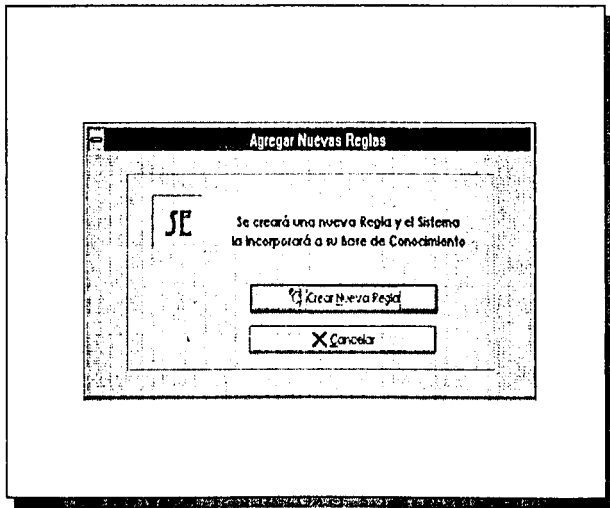 Agregar Nuevas Reglas
SE
Se creará una nueva Regla y el Sistema
la incorporará a su Base de Conocimiento
Crear Nueva Regla
Cancelar